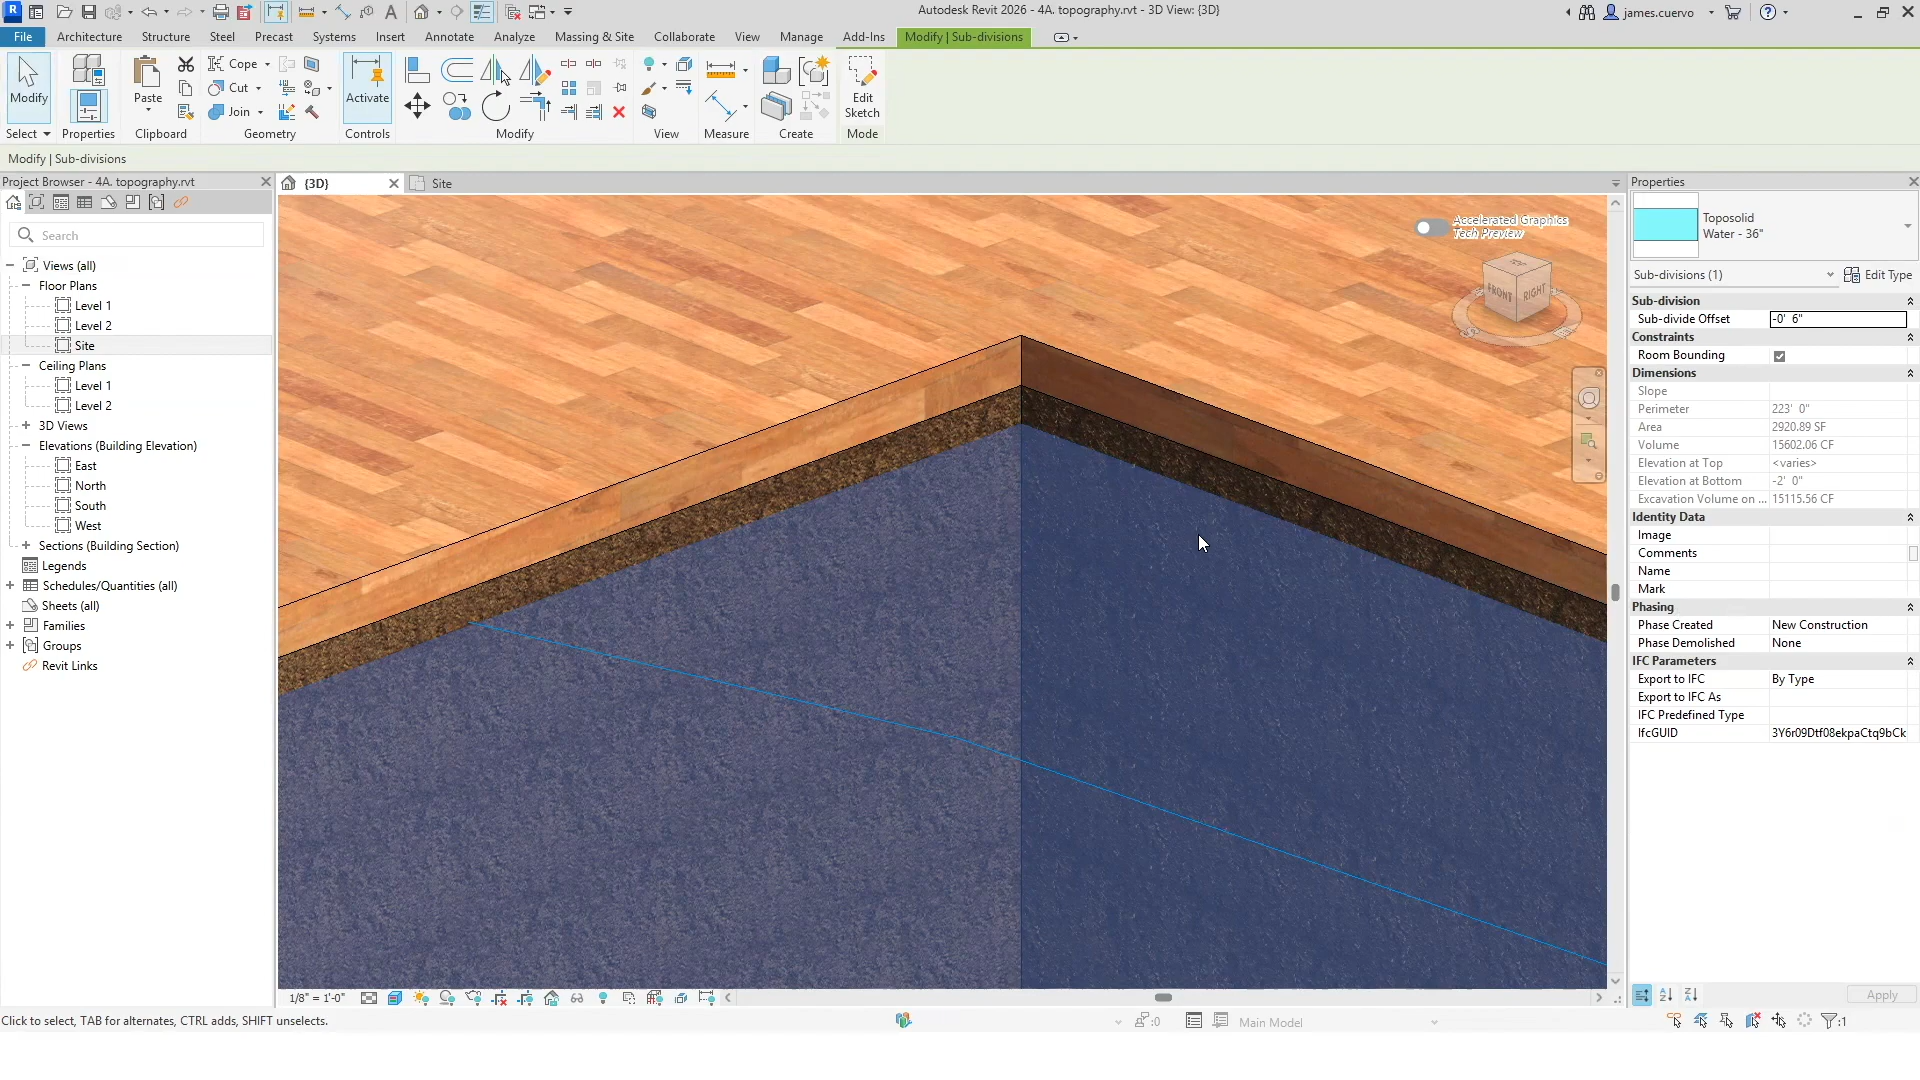 Autodesk Revit 2026 - 4A. topography.rvt - 3D View: {3D}
james.cuervo
File Architecture Structure Steel Precast Systems Insert Annotate Analyze Massing & Site Collaborate View Manage Add-Ins Modify | Sub-divisions
Modify
Paste
Cope
Cut
Join
Activate
Edit
Sketch
Select Properties Clipboard Geometry Controls Modify View Measure Create Mode
Modify | Sub-divisions
Project Browser - 4A. topography.rvt
{3D}
Site
Search
Views (all)
Floor Plans
Level 1
Level 2
Site
Ceiling Plans
Level 1
Level 2
3D Views
Elevations (Building Elevation)
East
North
South
West
Sections (Building Section)
Legends
Schedules/Quantities (all)
Sheets (all)
Families
Groups
Revit Links
Accelerated Graphics
Tech Preview
TOP
FRONT
RIGHT
Properties
Toposolid
Water - 36"
Sub-divisions (1)
Edit Type
Sub-division
Sub-divide Offset -0' 6"
Constraints
Room Bounding
Dimensions
Slope
Perimeter 223' 0"
Area 2920.89 SF
Volume 15602.06 CF
Elevation at Top <varies>
Elevation at Bottom -2' 0"
Excavation Volume on ... 15115.56 CF
Identity Data
Image
Comments
Name
Mark
Phasing
Phase Created New Construction
Phase Demolished None
IFC Parameters
Export to IFC By Type
Export to IFC As
IFC Predefined Type
IfcGUID 3Y6r09Dtf08ekpaCtq9bCk
Apply
1/8" = 1'-0"
Click to select, TAB for alternates, CTRL adds, SHIFT unselects.
:0
Main Model
:1